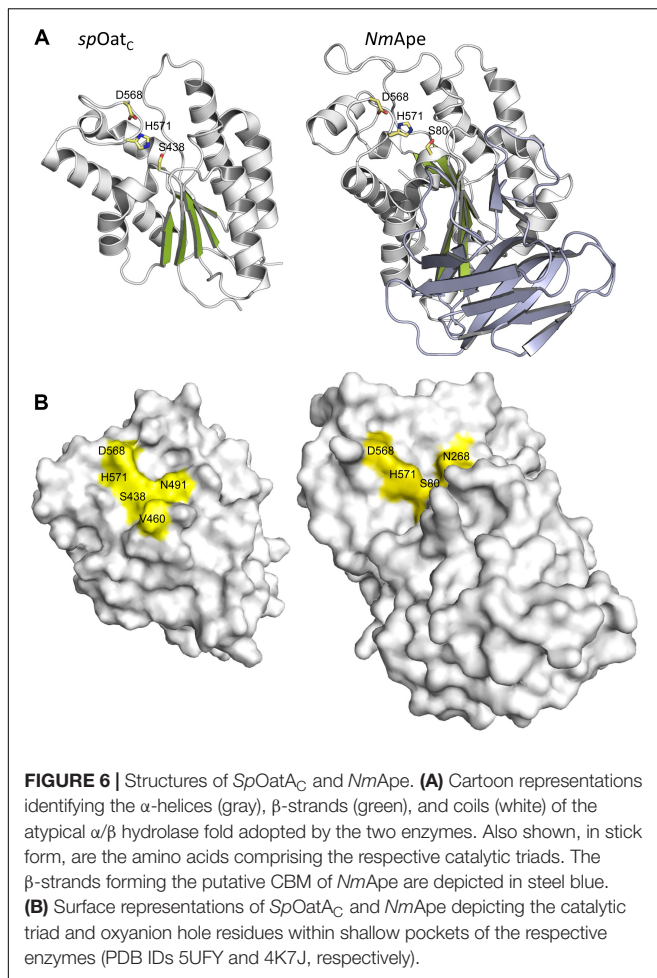 A
spOatC NmApe
D568
H571
S438
D568
H571
S80
B
D568
H571
N491
S438
V460
D568
N268
H571
S80
FIGURE 6 | Structures of SpOatAC and NmApe. (A) Cartoon representations
identifying the α-helices (gray), β-strands (green), and coils (white) of the
atypical α/β hydrolase fold adopted by the two enzymes. Also shown, in stick
form, are the amino acids comprising the respective catalytic triads. The
β-strands forming the putative CBM of NmApe are depicted in steel blue.
(B) Surface representations of SpOatAC and NmApe depicting the catalytic
triad and oxyanion hole residues within shallow pockets of the respective
enzymes (PDB IDs 5UFY and 4K7J, respectively).